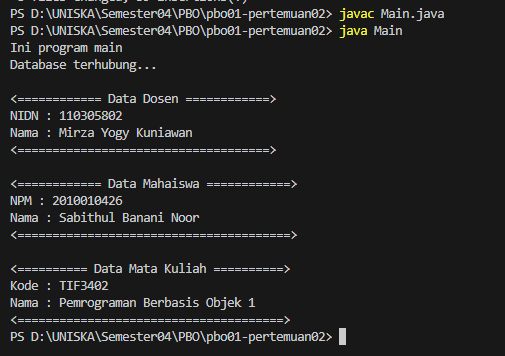 PS D:\UNISKA\Semester04\PBO\pbo01-pertemuan02> javac Main.java
PS D:\UNISKA\Semester04\PBO\pbo01-pertemuan02> java Main
Ini program main
Database terhubung...
<============ Data Dosen ============>
NIDN : 110305802
Nama : Mirza Yogy Kuniawan
<====================================>
<============ Data Mahaiswa ============>
NPM : 2010010426
Nama : Sabithul Banani Noor
<=======================================>
<========== Data Mata Kuliah ==========>
Kode : TIF3402
Nama : Pemrograman Berbasis Objek 1
<======================================>
PS D:\UNISKA\Semester04\PBO\pbo01-pertemuan02>